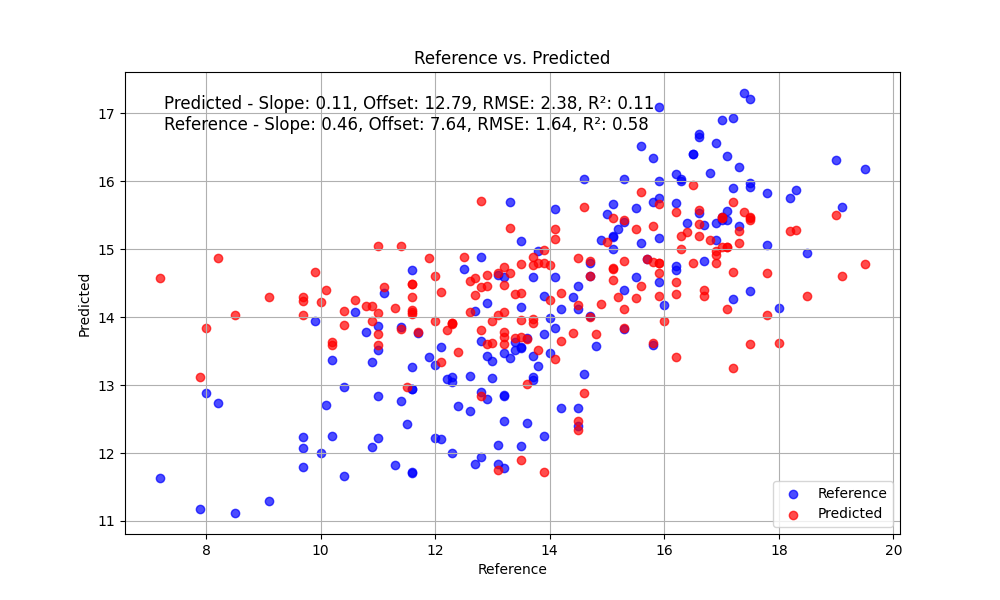 Reference vs. Predicted
Predicted - Slope: 0.11, Offset: 12.79, RMSE: 2.38, R²: 0.11
Reference - Slope: 0.46, Offset: 7.64, RMSE: 1.64, R²: 0.58
17
16
15
14
13
12
11
Predicted
Reference
Predicted
8 10 12 14 16 18 20
Reference